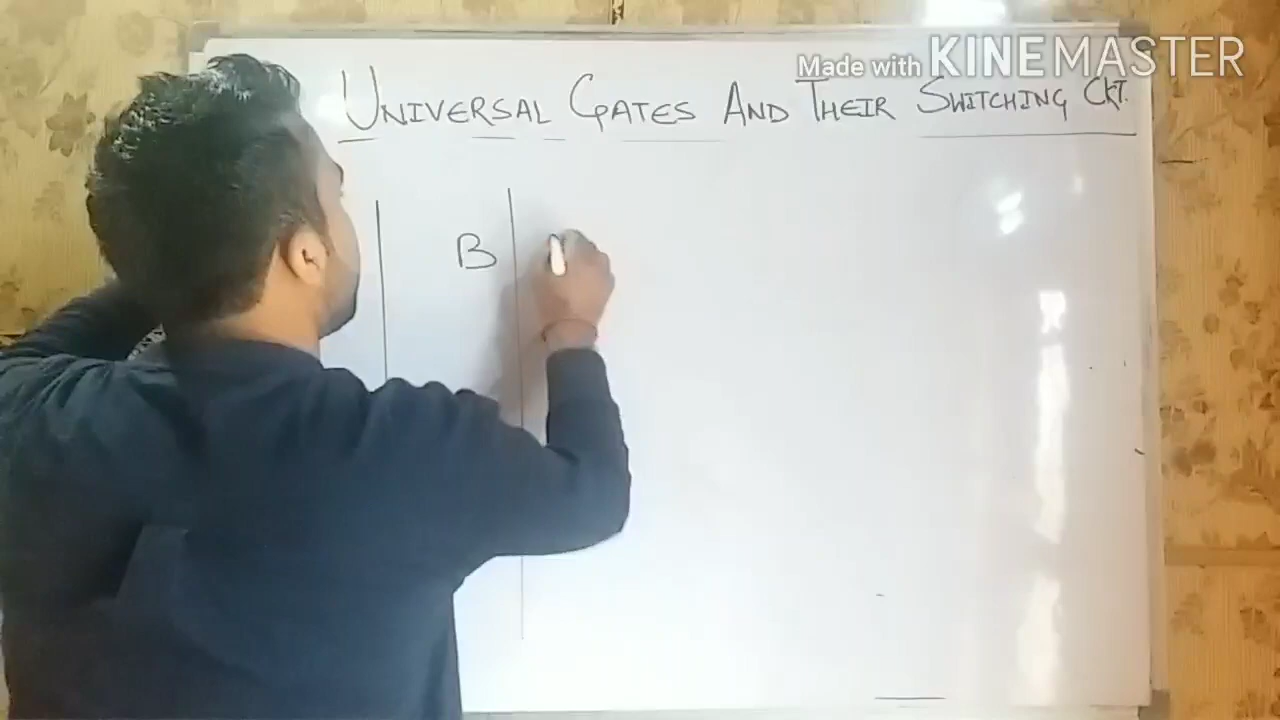 Made with KINEMASTER
UNIVERSAL GATES AND THEIR SWITCHING CKT.
B